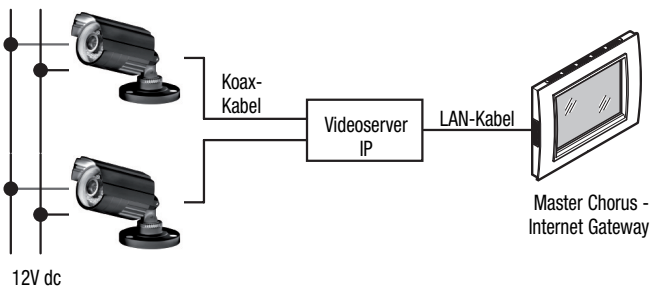 Koax-
Kabel
Videoserver
IP
LAN-Kabel
Master Chorus -
Internet Gateway
12V dc